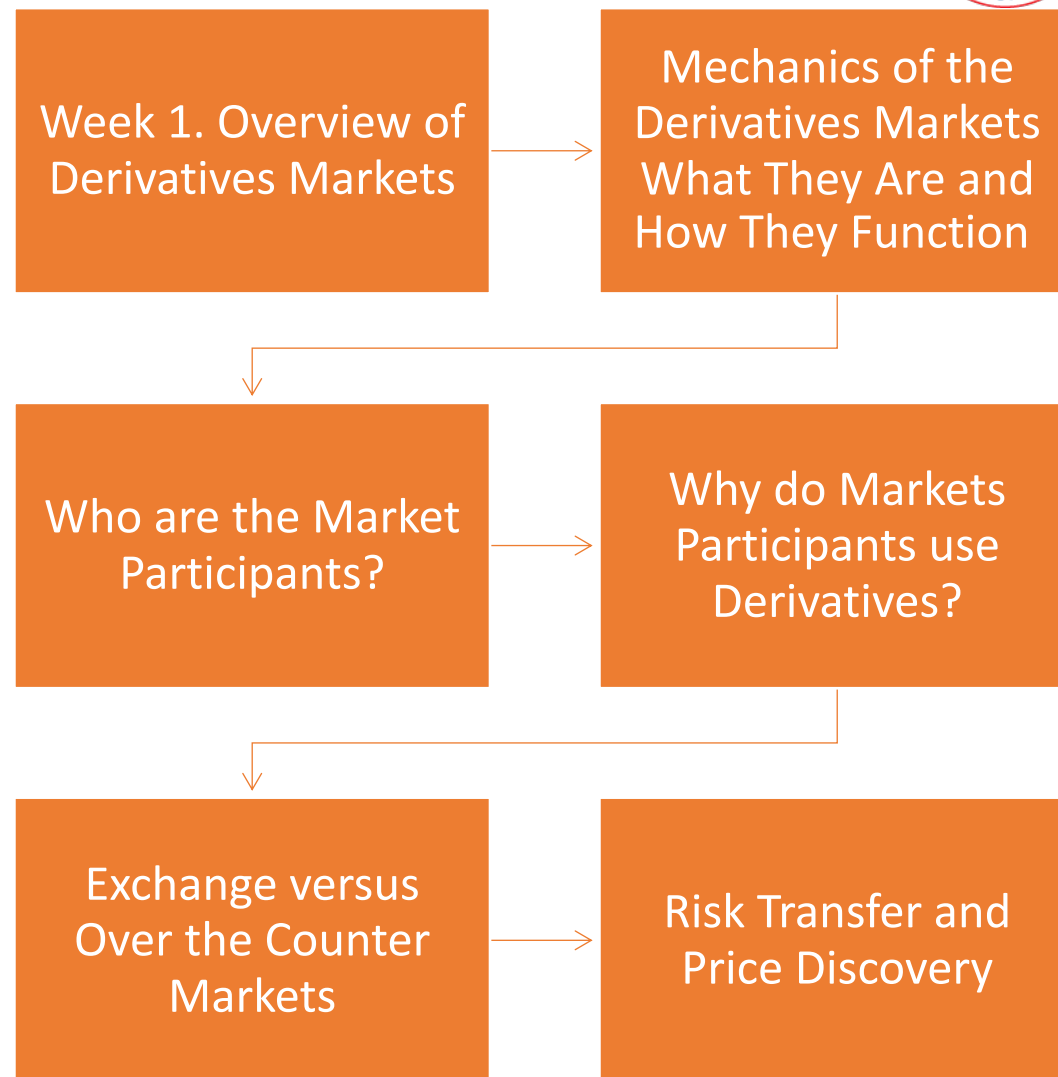 Week 1. Overview of
Derivatives Markets
Mechanics of the
Derivatives Markets
What They Are and
How They Function
Who are the Market
Participants?
Why do Markets
Participants use
Derivatives?
Exchange versus
Over the Counter
Markets
Risk Transfer and
Price Discovery